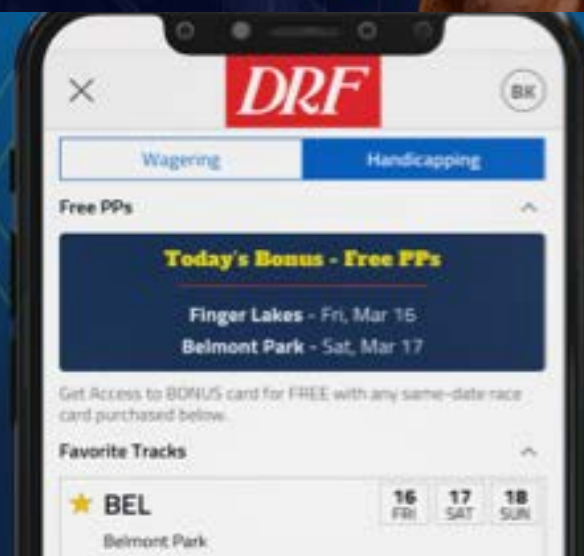 DRF
BK
Wagering Handicapping
Free PPs
Today's Bonus - Free PPs
Finger Lakes - Fri, Mar 16
Belmont Park - Sat, Mar 17
Get Access to BONUS card for FREE with any same-date race
card purchased below.
Favorite Tracks
BEL 16 17 18
FRI SAT SUN
Belmont Park